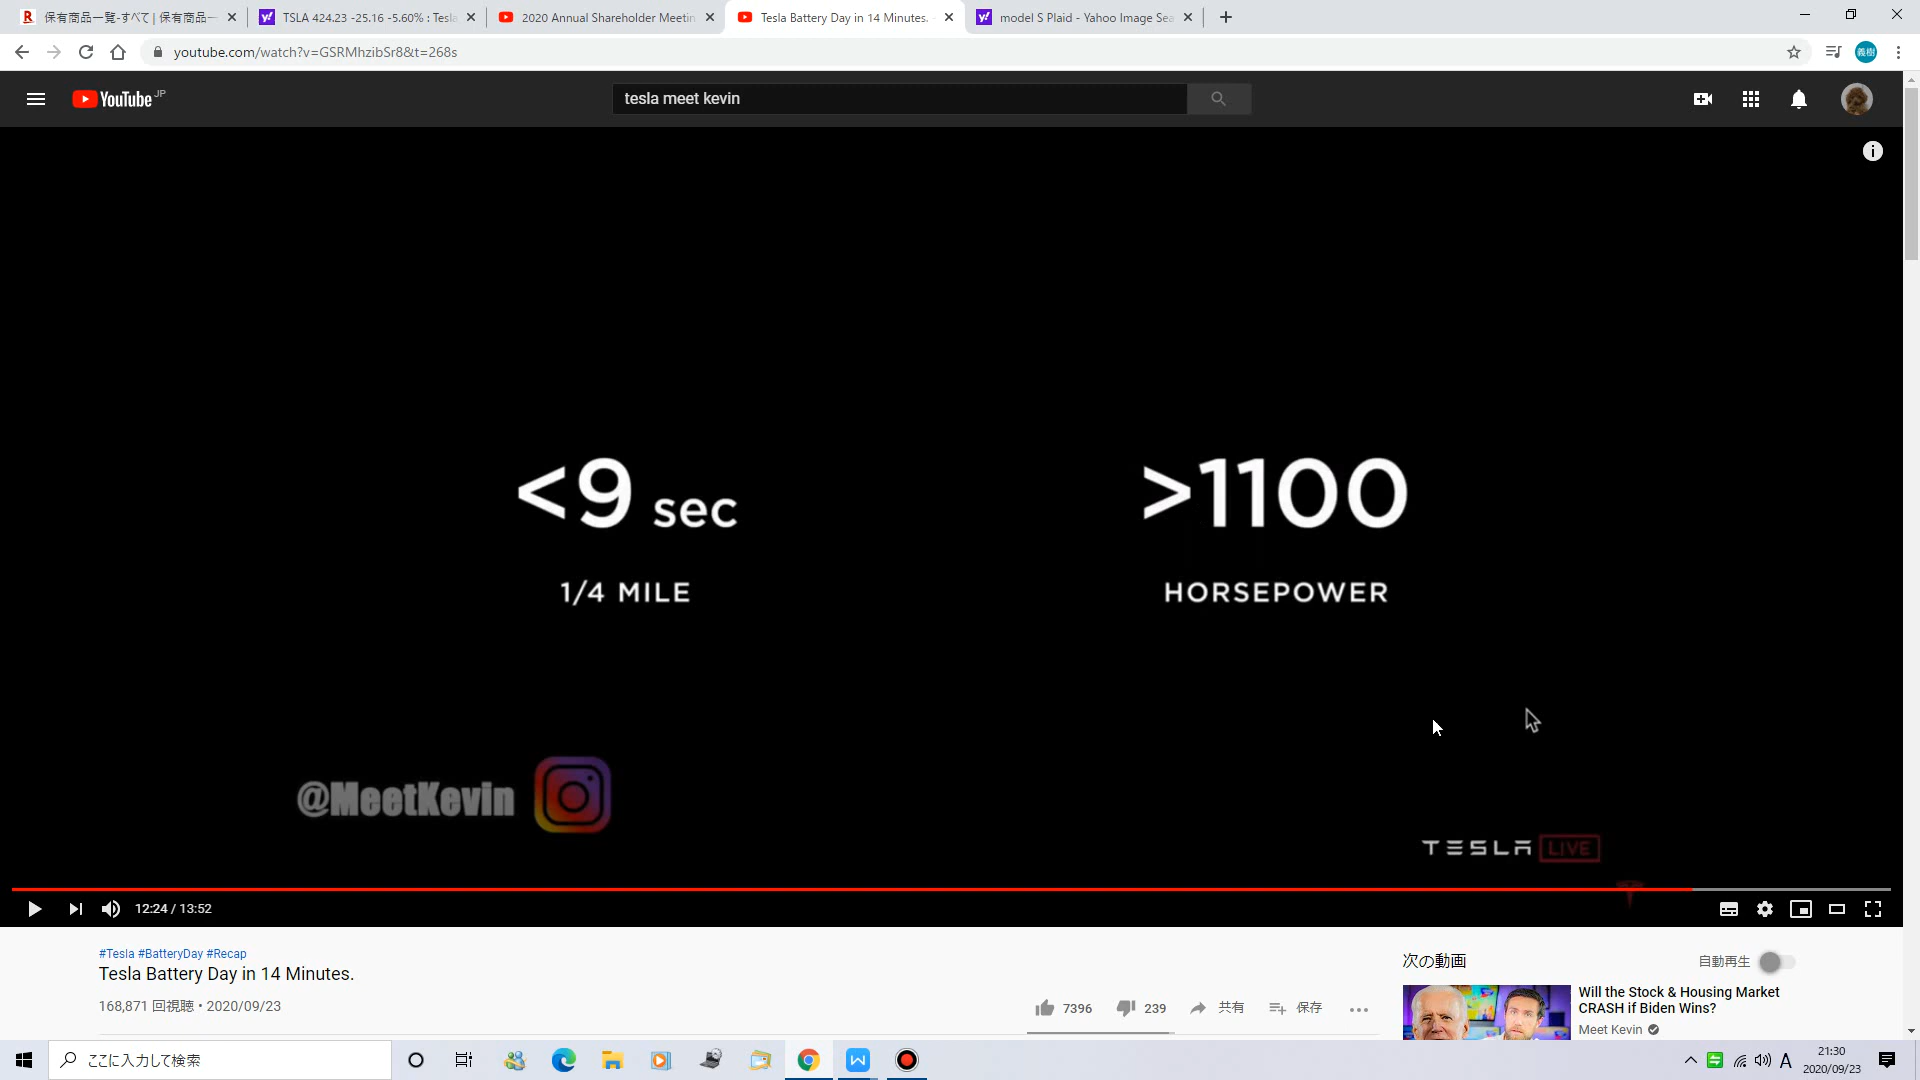 保有商品一覧-すべて | 保有商品一
TSLA 424.23 -25.16 -5.60% : Tesla
2020 Annual Shareholder Meetin
Tesla Battery Day in 14 Minutes.
model S Plaid - Yahoo Image Sea
youtube.com/watch?v=GSRMhzibSr8&t=268s
義樹
YouTube JP
tesla meet kevin
<9 sec
1/4 MILE
>1100
HORSEPOWER
@MeetKevin
TESLA LIVE
12:24 / 13:52
#Tesla #BatteryDay #Recap
Tesla Battery Day in 14 Minutes.
168,871 回視聴・2020/09/23
7396
239
共有
保存
次の動画
自動再生
Will the Stock & Housing Market
CRASH if Biden Wins?
Meet Kevin
ここに入力して検索
A
21:30
2020/09/23